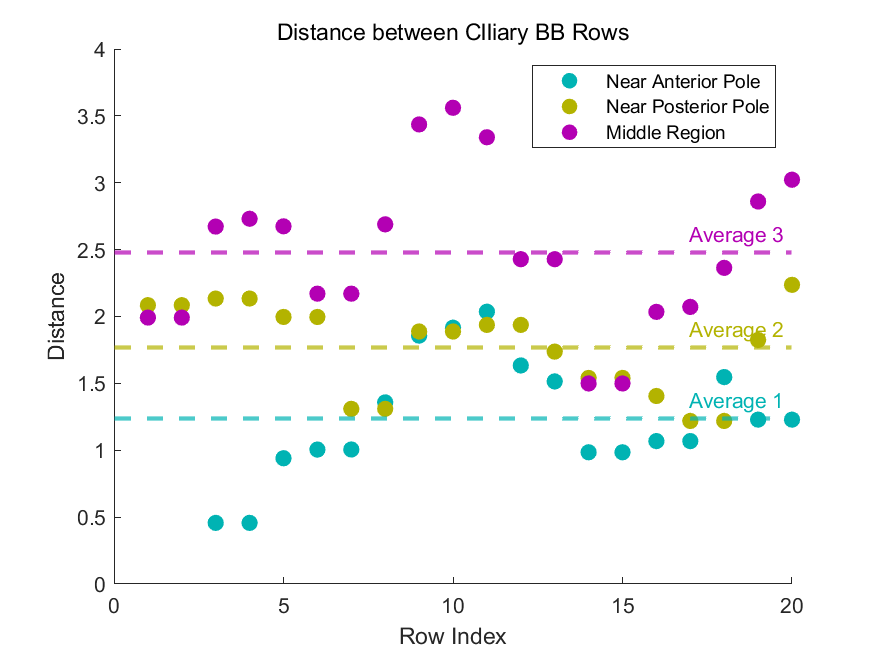 Distance between CIliary BB Rows
Near Anterior Pole
Near Posterior Pole
Middle Region
Average 3
Average 2
Average 1
Distance
4
3.5
3
2.5
2
1.5
1
0.5
0
0
5
10
15
20
Row Index